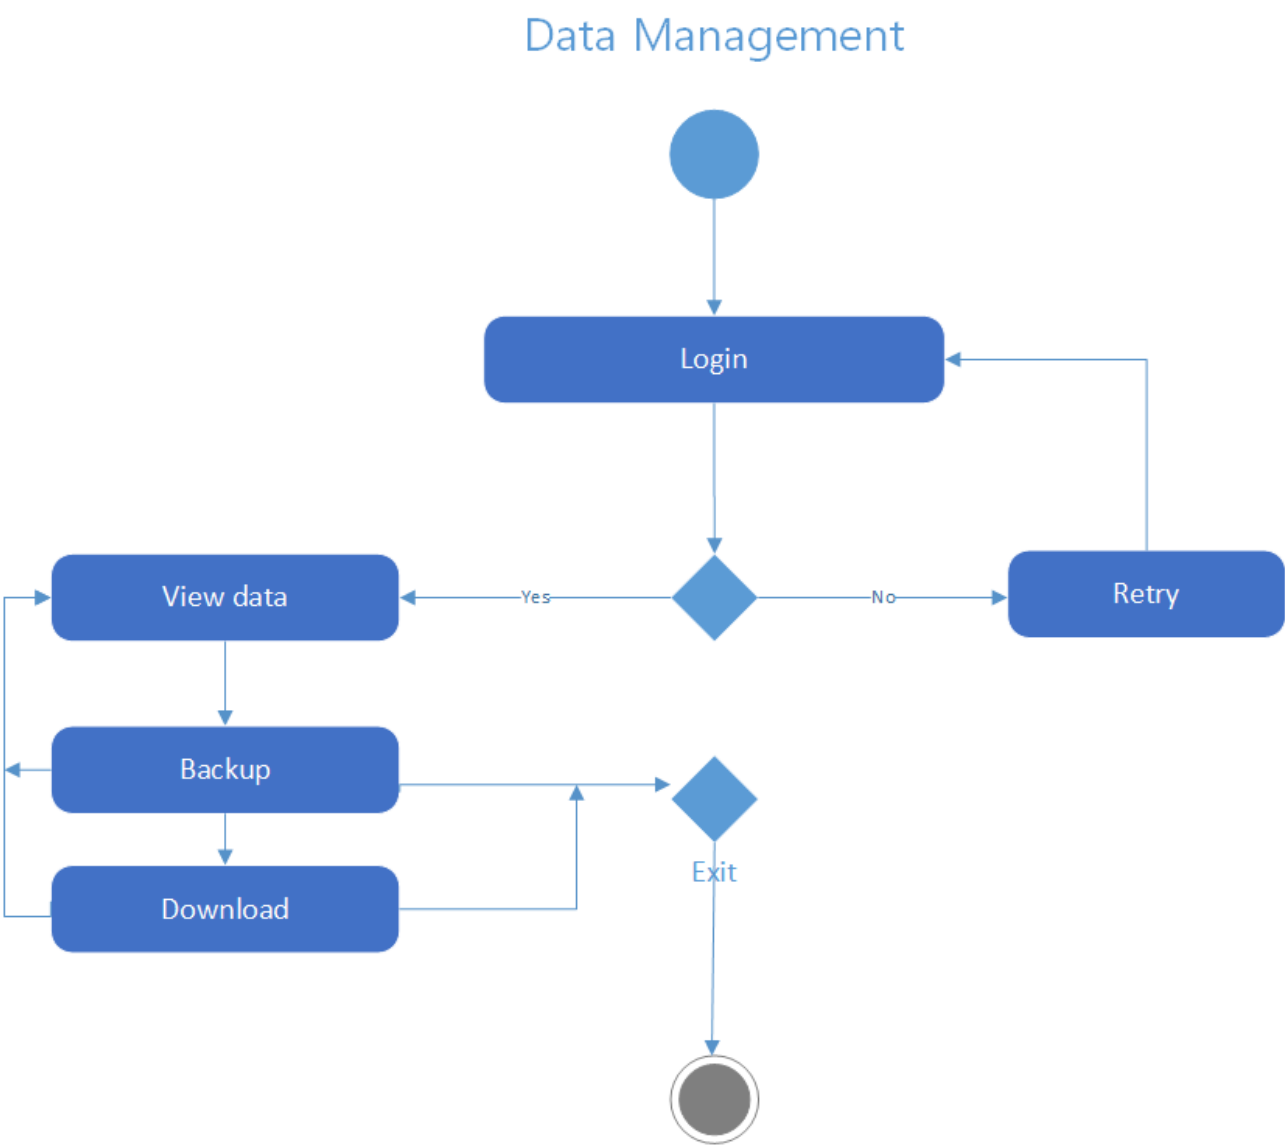 Data Management
Login
View data
Yes
No
Retry
Backup
Exit
Download